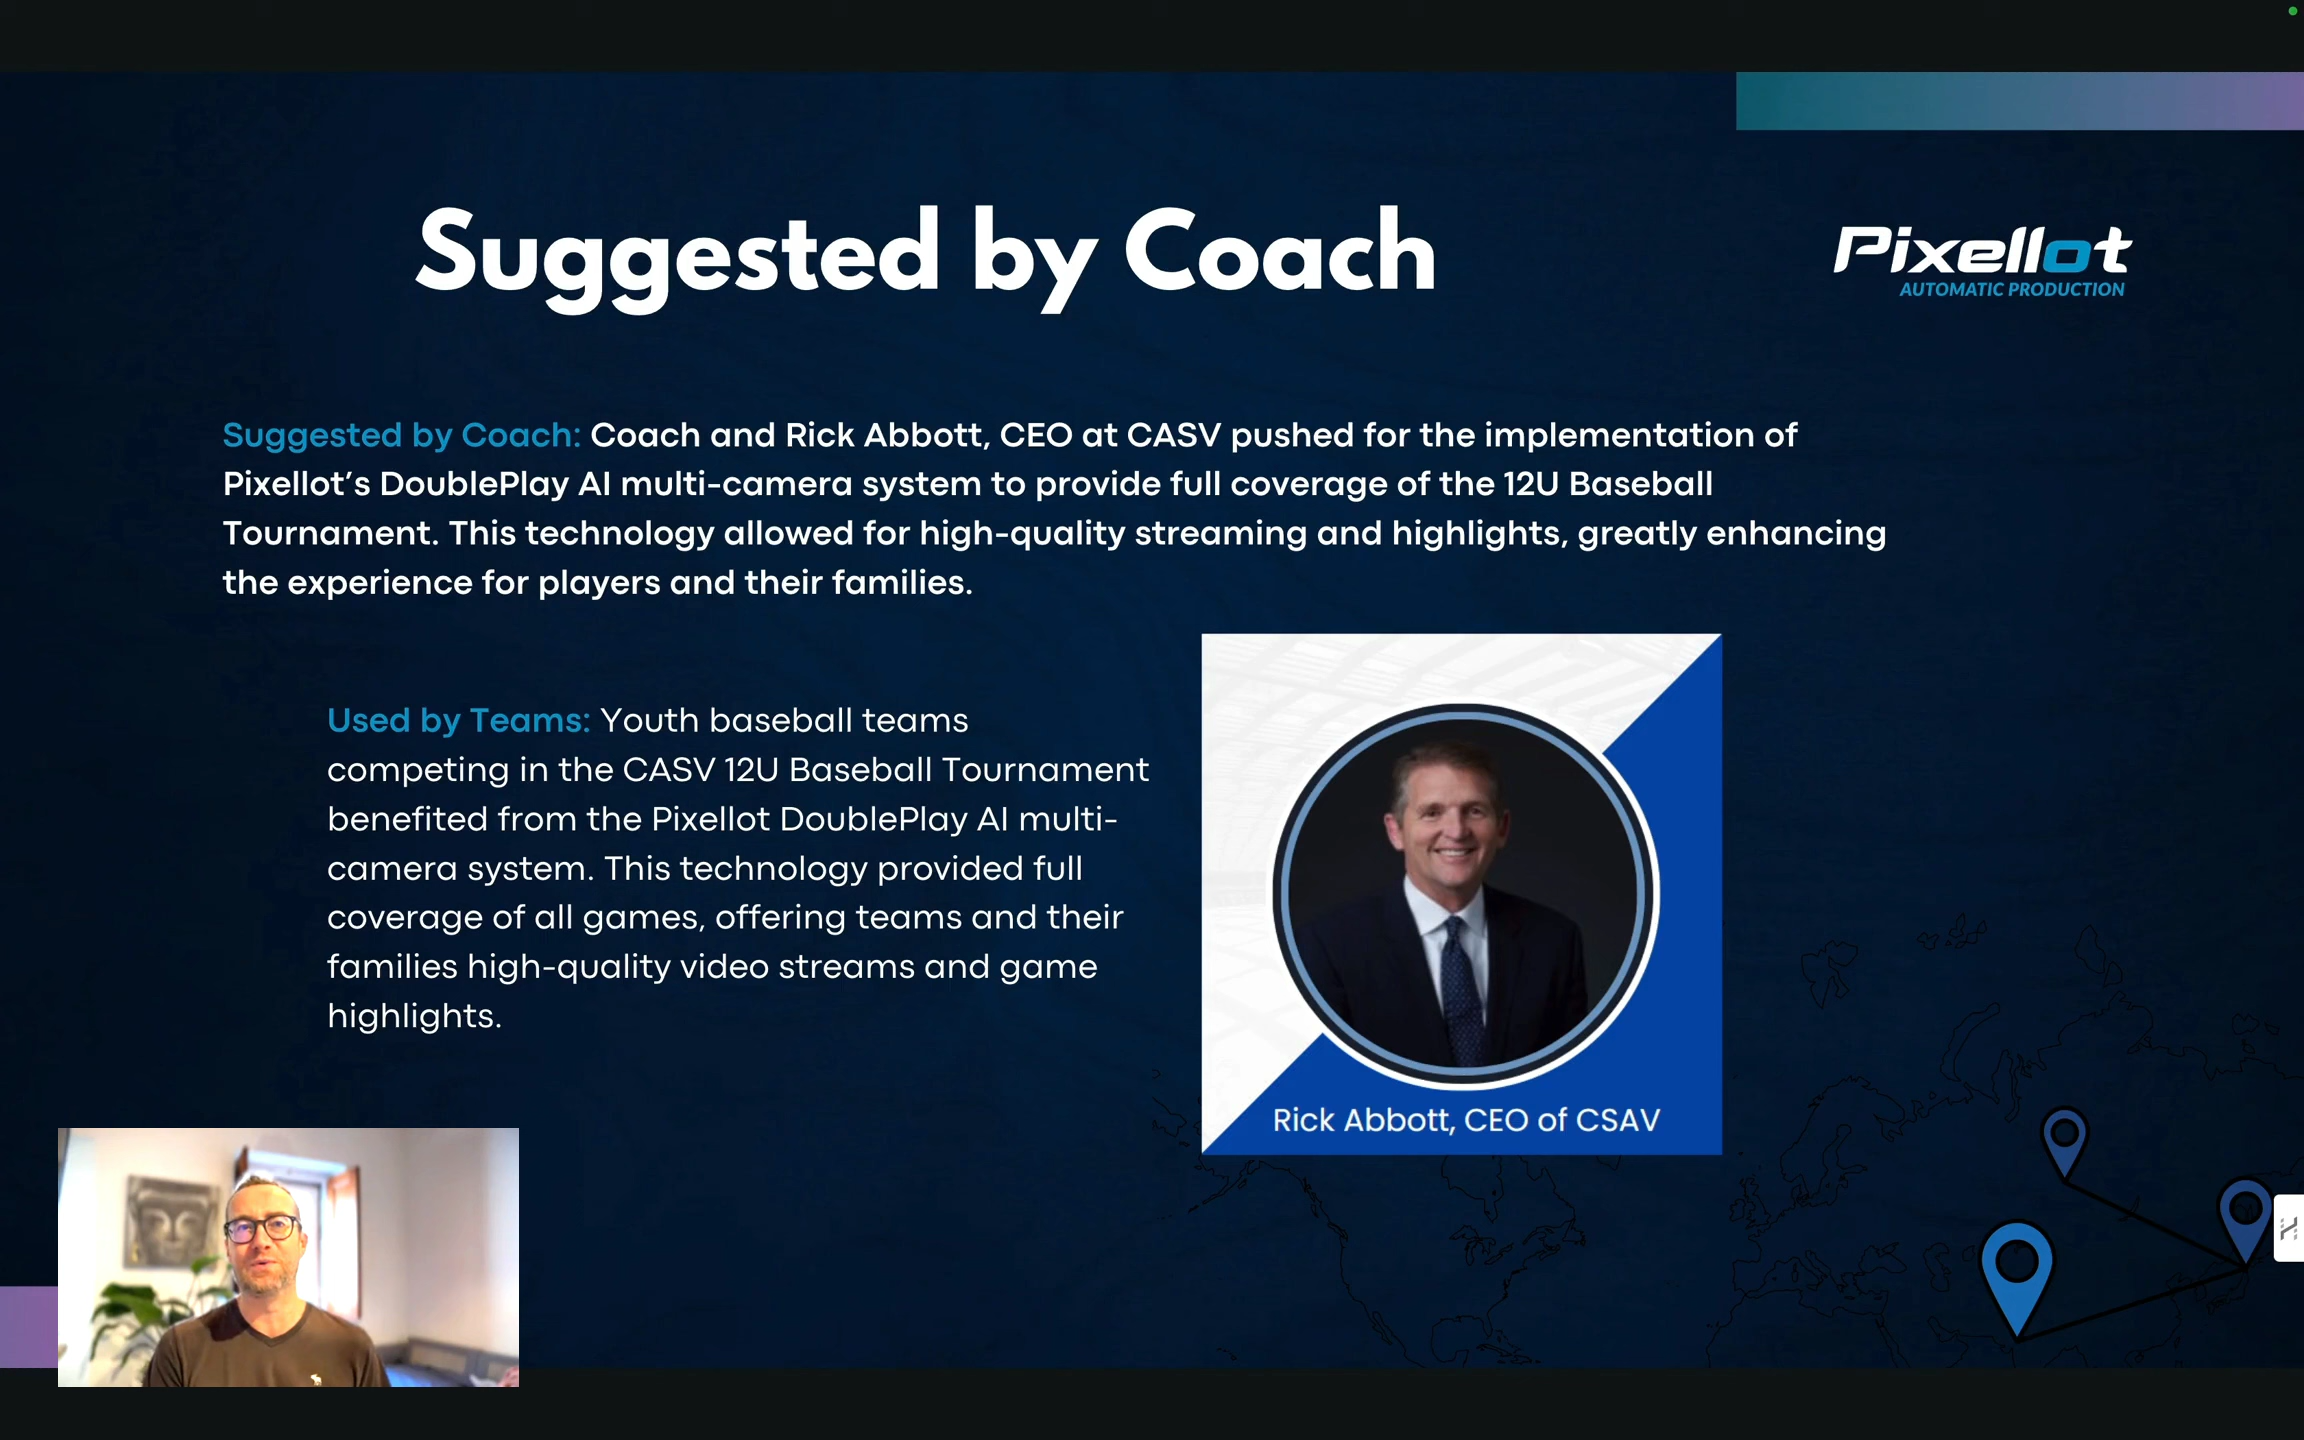 Suggested by Coach
Pixellot
AUTOMATIC PRODUCTION
Suggested by Coach: Coach and Rick Abbott, CEO at CASV pushed for the implementation of
Pixellot’s DoublePlay AI multi-camera system to provide full coverage of the 12U Baseball
Tournament. This technology allowed for high-quality streaming and highlights, greatly enhancing
the experience for players and their families.
Used by Teams: Youth baseball teams
competing in the CASV 12U Baseball Tournament
benefited from the Pixellot DoublePlay AI multi-
camera system. This technology provided full
coverage of all games, offering teams and their
families high-quality video streams and game
highlights.
Rick Abbott, CEO of CSAV